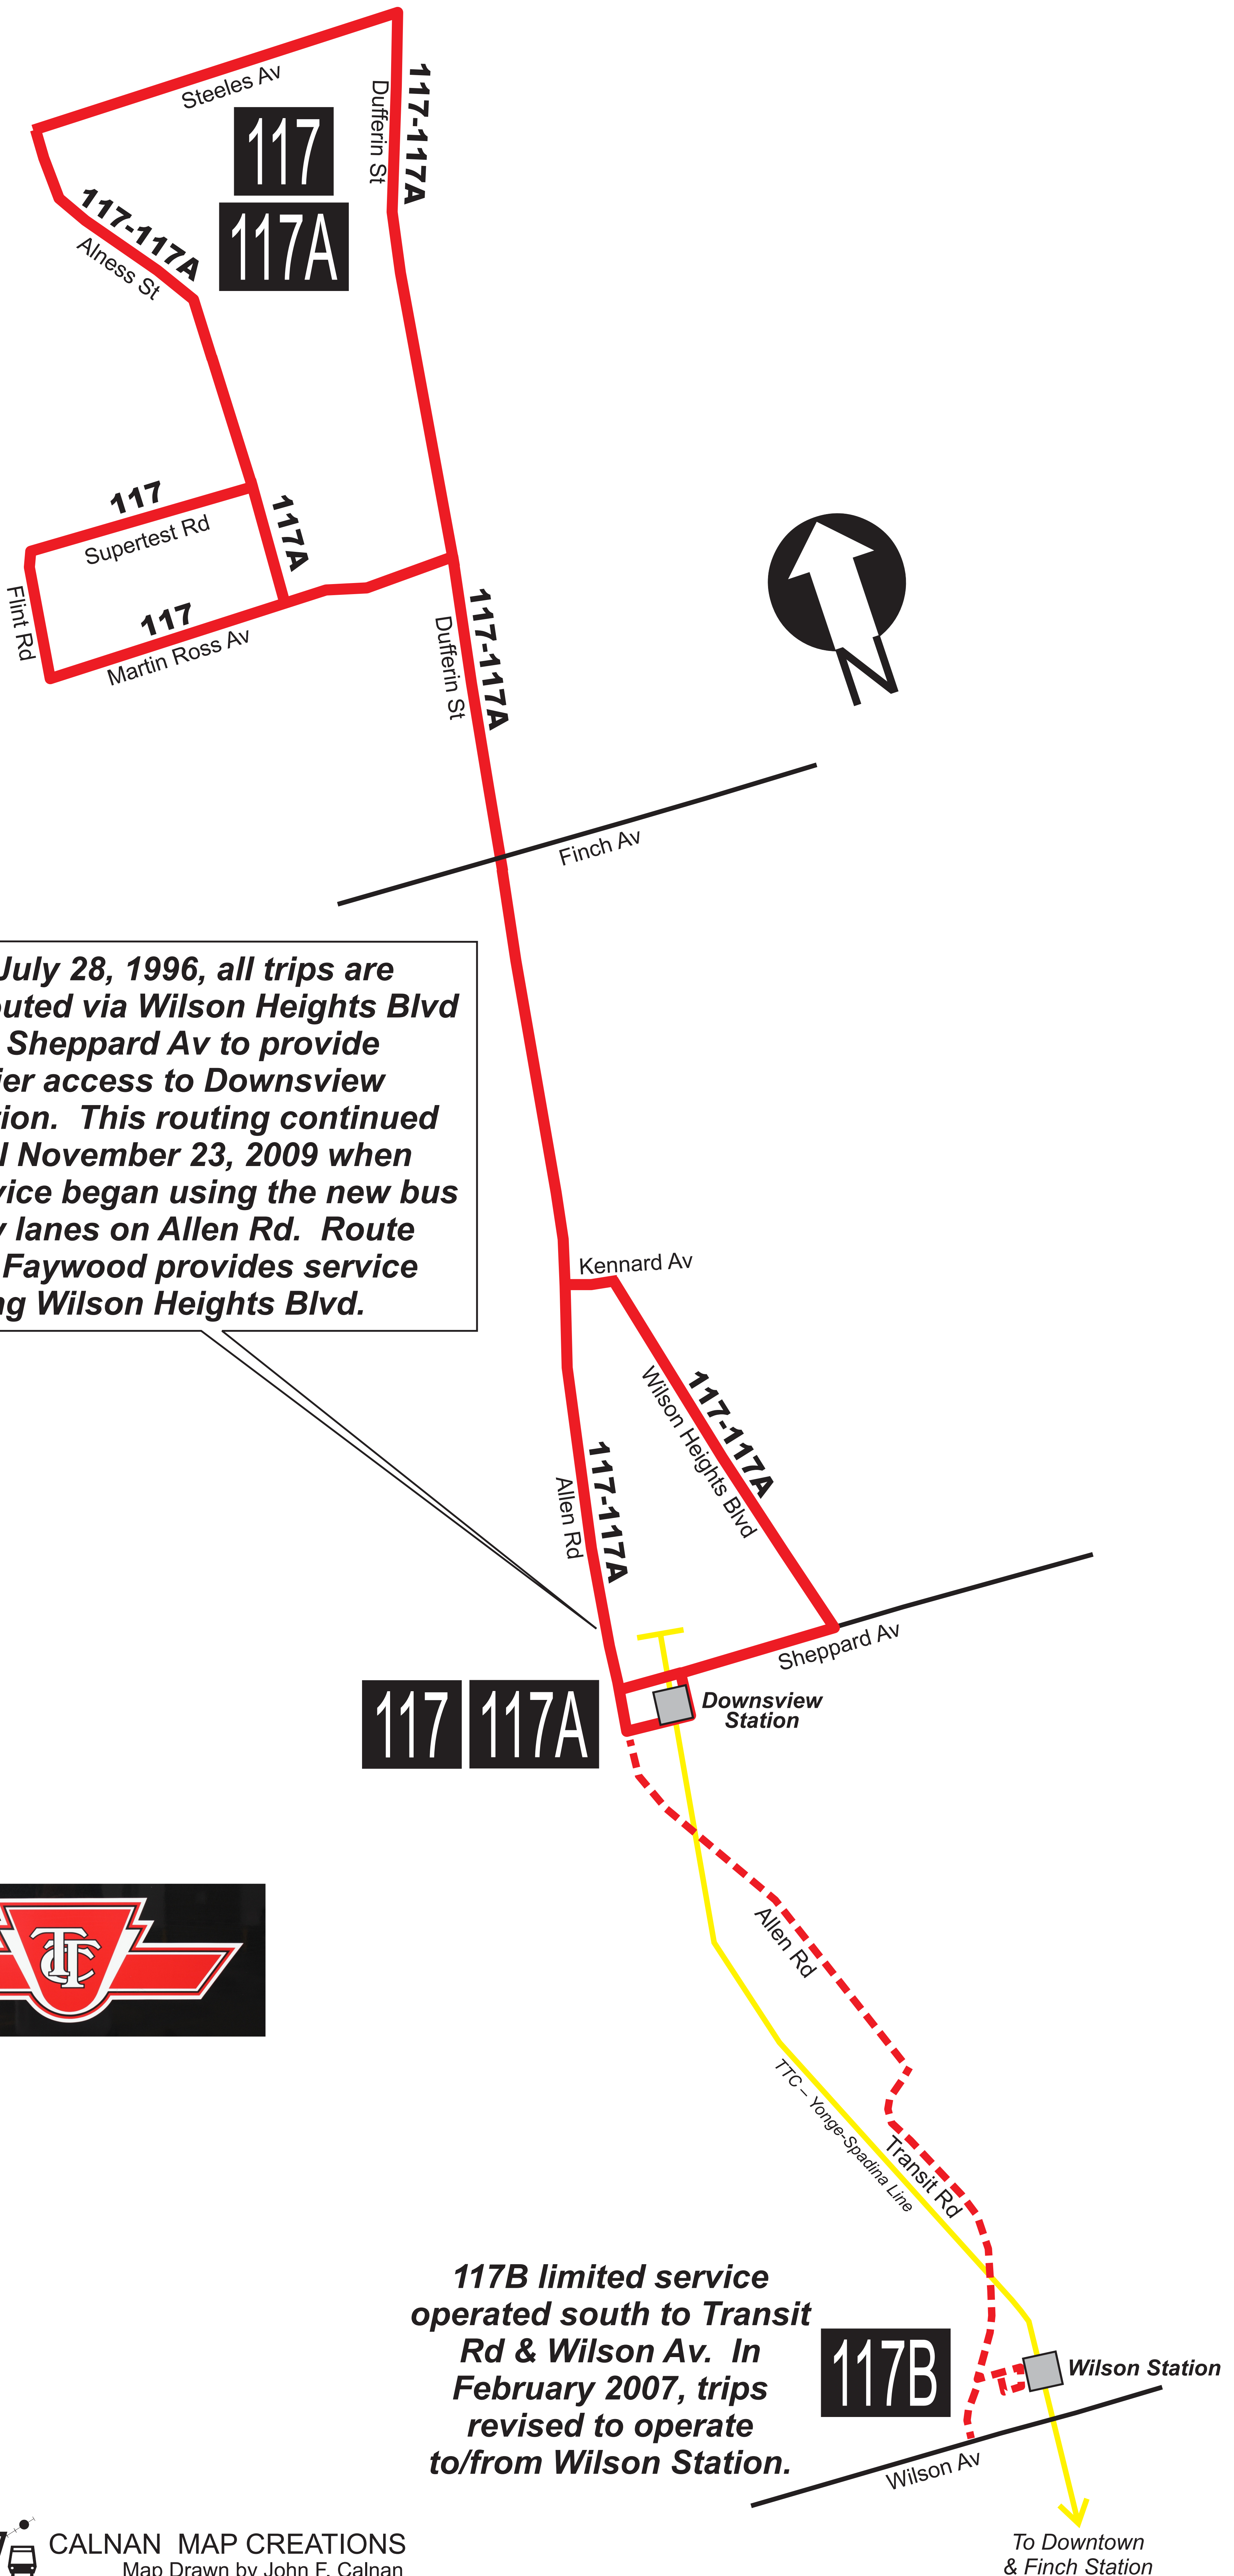 Steeles Av
117
117A
Dufferin St
117-117A
117-117A
Alness St
117
Supertest Rd
117A
Flint Rd
117
Martin Ross Av
Dufferin St
117-117A
N
Finch Av
July 28, 1996, all trips are
outed via Wilson Heights Blvd
Sheppard Av to provide
ier access to Downsview
tion. This routing continued
l November 23, 2009 when
vice began using the new bus
y lanes on Allen Rd. Route
Faywood provides service
ng Wilson Heights Blvd.
Kennard Av
Wilson Heights Blvd
117-117A
Allen Rd
117-117A
Sheppard Av
117
117A
Downsview
Station
TTC
Allen Rd
TTC – Yonge-Spadina Line
Transit Rd
117B limited service
operated south to Transit
Rd & Wilson Av. In
February 2007, trips
revised to operate
to/from Wilson Station.
117B
Wilson Station
Wilson Av
To Downtown
& Finch Station
CALNAN MAP CREATIONS
Map Drawn by John F. Calnan